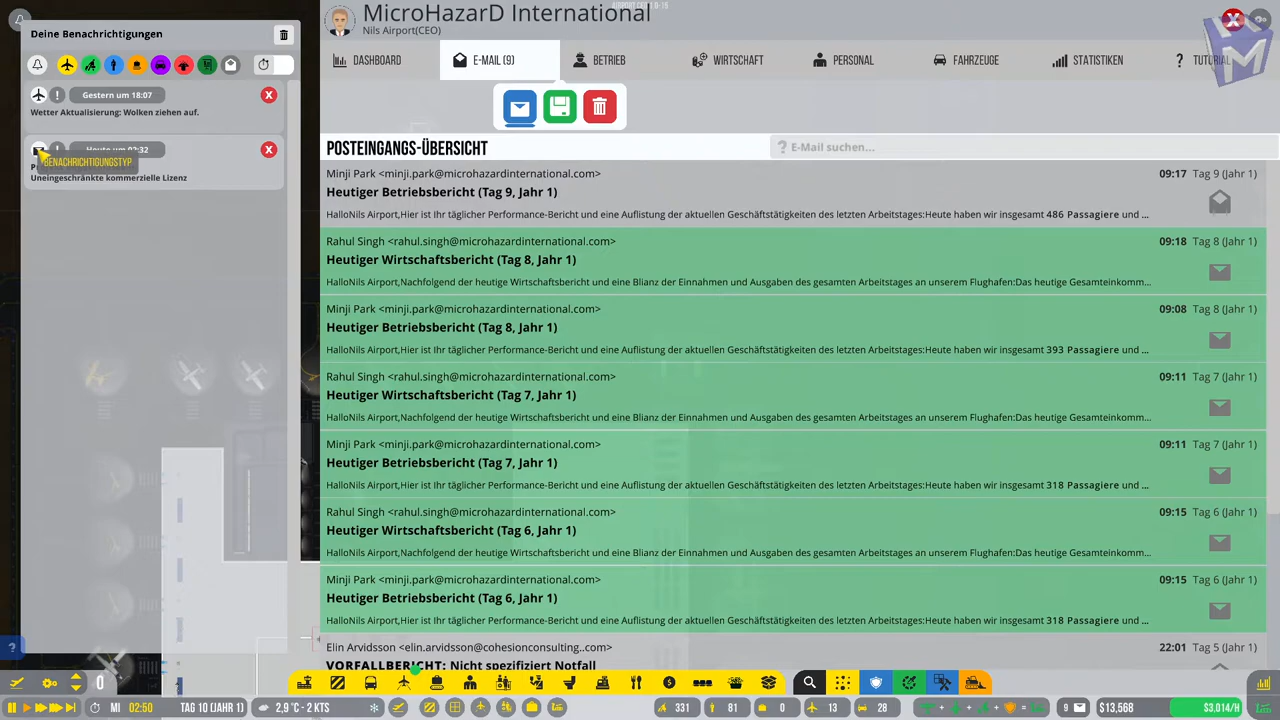 AIRPORT CEO
MicroHazarD International
Nils Airport(CEO)
DASHBOARD
E-MAIL (9)
BETRIEB
WIRTSCHAFT
PERSONAL
FAHRZEUGE
STATISTIKEN
? TUTORIAL
Deine Benachrichtigungen
! Gestern um 18:07
Wetter Aktualisierung: Wolken ziehen auf.
! Heute um 02:32
BENACHRICHTIGUNGSTYP
Uneingeschränkte kommerzielle Lizenz
POSTEINGANGS-ÜBERSICHT
? E-Mail suchen...
Minji Park <minji.park@microhazardinternational.com> 09:17 Tag 9 (Jahr 1)
Heutiger Betriebsbericht (Tag 9, Jahr 1)
HalloNils Airport,Hier ist Ihr täglicher Performance-Bericht und eine Auflistung der aktuellen Geschäftstätigkeiten des letzten Arbeitstages:Heute haben wir insgesamt 486 Passagiere und ...
Rahul Singh <rahul.singh@microhazardinternational.com> 09:18 Tag 8 (Jahr 1)
Heutiger Wirtschaftsbericht (Tag 8, Jahr 1)
HalloNils Airport,Nachfolgend der heutige Wirtschaftsbericht und eine Blianz der Einnahmen und Ausgaben des gesamten Arbeitstages an unserem Flughafen:Das heutige Gesamteinkomm...
Minji Park <minji.park@microhazardinternational.com> 09:08 Tag 8 (Jahr 1)
Heutiger Betriebsbericht (Tag 8, Jahr 1)
HalloNils Airport,Hier ist Ihr täglicher Performance-Bericht und eine Auflistung der aktuellen Geschäftstätigkeiten des letzten Arbeitstages:Heute haben wir insgesamt 393 Passagiere und ...
Rahul Singh <rahul.singh@microhazardinternational.com> 09:11 Tag 7 (Jahr 1)
Heutiger Wirtschaftsbericht (Tag 7, Jahr 1)
HalloNils Airport,Nachfolgend der heutige Wirtschaftsbericht und eine Blianz der Einnahmen und Ausgaben des gesamten Arbeitstages an unserem Flughafen:Das heutige Gesamteinkomm...
Minji Park <minji.park@microhazardinternational.com> 09:11 Tag 7 (Jahr 1)
Heutiger Betriebsbericht (Tag 7, Jahr 1)
HalloNils Airport,Hier ist Ihr täglicher Performance-Bericht und eine Auflistung der aktuellen Geschäftstätigkeiten des letzten Arbeitstages:Heute haben wir insgesamt 318 Passagiere und ...
Rahul Singh <rahul.singh@microhazardinternational.com> 09:15 Tag 6 (Jahr 1)
Heutiger Wirtschaftsbericht (Tag 6, Jahr 1)
HalloNils Airport,Nachfolgend der heutige Wirtschaftsbericht und eine Blianz der Einnahmen und Ausgaben des gesamten Arbeitstages an unserem Flughafen:Das heutige Gesamteinkomm...
Minji Park <minji.park@microhazardinternational.com> 09:15 Tag 6 (Jahr 1)
Heutiger Betriebsbericht (Tag 6, Jahr 1)
HalloNils Airport,Hier ist Ihr täglicher Performance-Bericht und eine Auflistung der aktuellen Geschäftstätigkeiten des letzten Arbeitstages:Heute haben wir insgesamt 318 Passagiere und ...
Elin Arvidsson <elin.arvidsson@cohesionconsulting..com> 22:01 Tag 5 (Jahr 1)
VORFALLBERICHT: Nicht spezifiziert Notfall
?
0
MI 02:50 TAG 10 (JAHR 1) 2,9 °C - 2 KTS 331 81 0 13 28 9 $13,568 $3,014/H